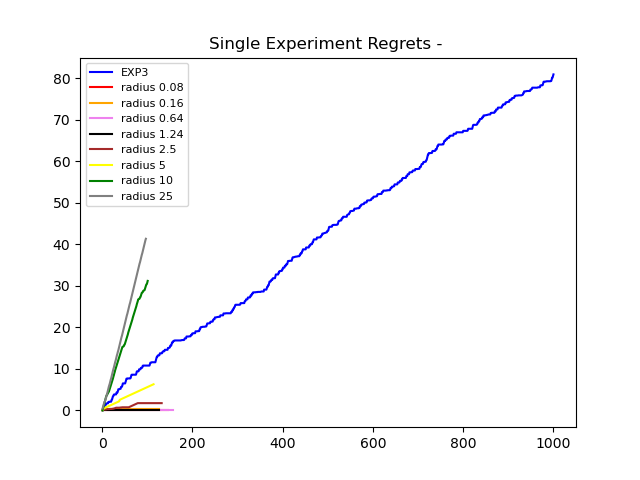 Single Experiment Regrets -
EXP3
radius 0.08
radius 0.16
radius 0.64
radius 1.24
radius 2.5
radius 5
radius 10
radius 25
80
70
60
50
40
30
20
10
0
0 200 400 600 800 1000